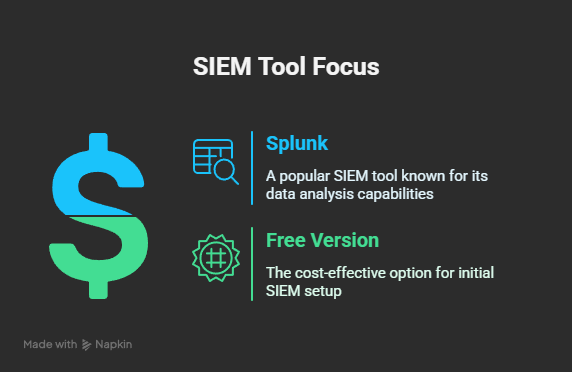 SIEM Tool Focus
Splunk
A popular SIEM tool known for its
data analysis capabilities
Free Version
The cost-effective option for initial
SIEM setup
Made with Napkin